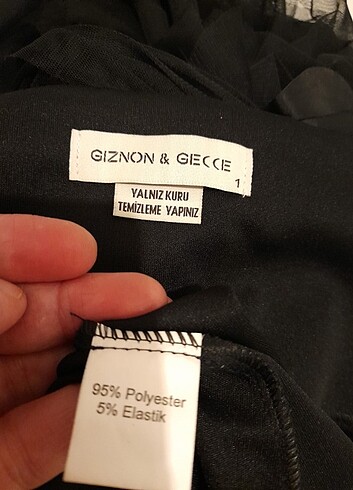 GIZNON & GECCE
1
YALNIZ KURU
TEMİZLEME YAPINIZ
95% Polyester
5% Elastik